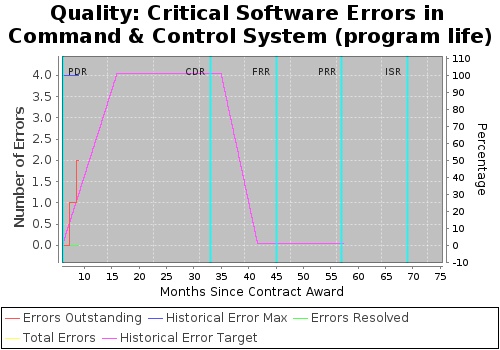 Quality: Critical Software Errors in
Command & Control System (program life)
PDR CDR FRR PRR ISR
Number of Errors
4.0
3.5
3.0
2.5
2.0
1.5
1.0
0.5
0.0
110
100
90
80
70
60
50
40
30
20
10
0
-10
Percentage
10 15 20 25 30 35 40 45 50 55 60 65 70 75
Months Since Contract Award
Errors Outstanding Historical Error Max Errors Resolved
Total Errors Historical Error Target